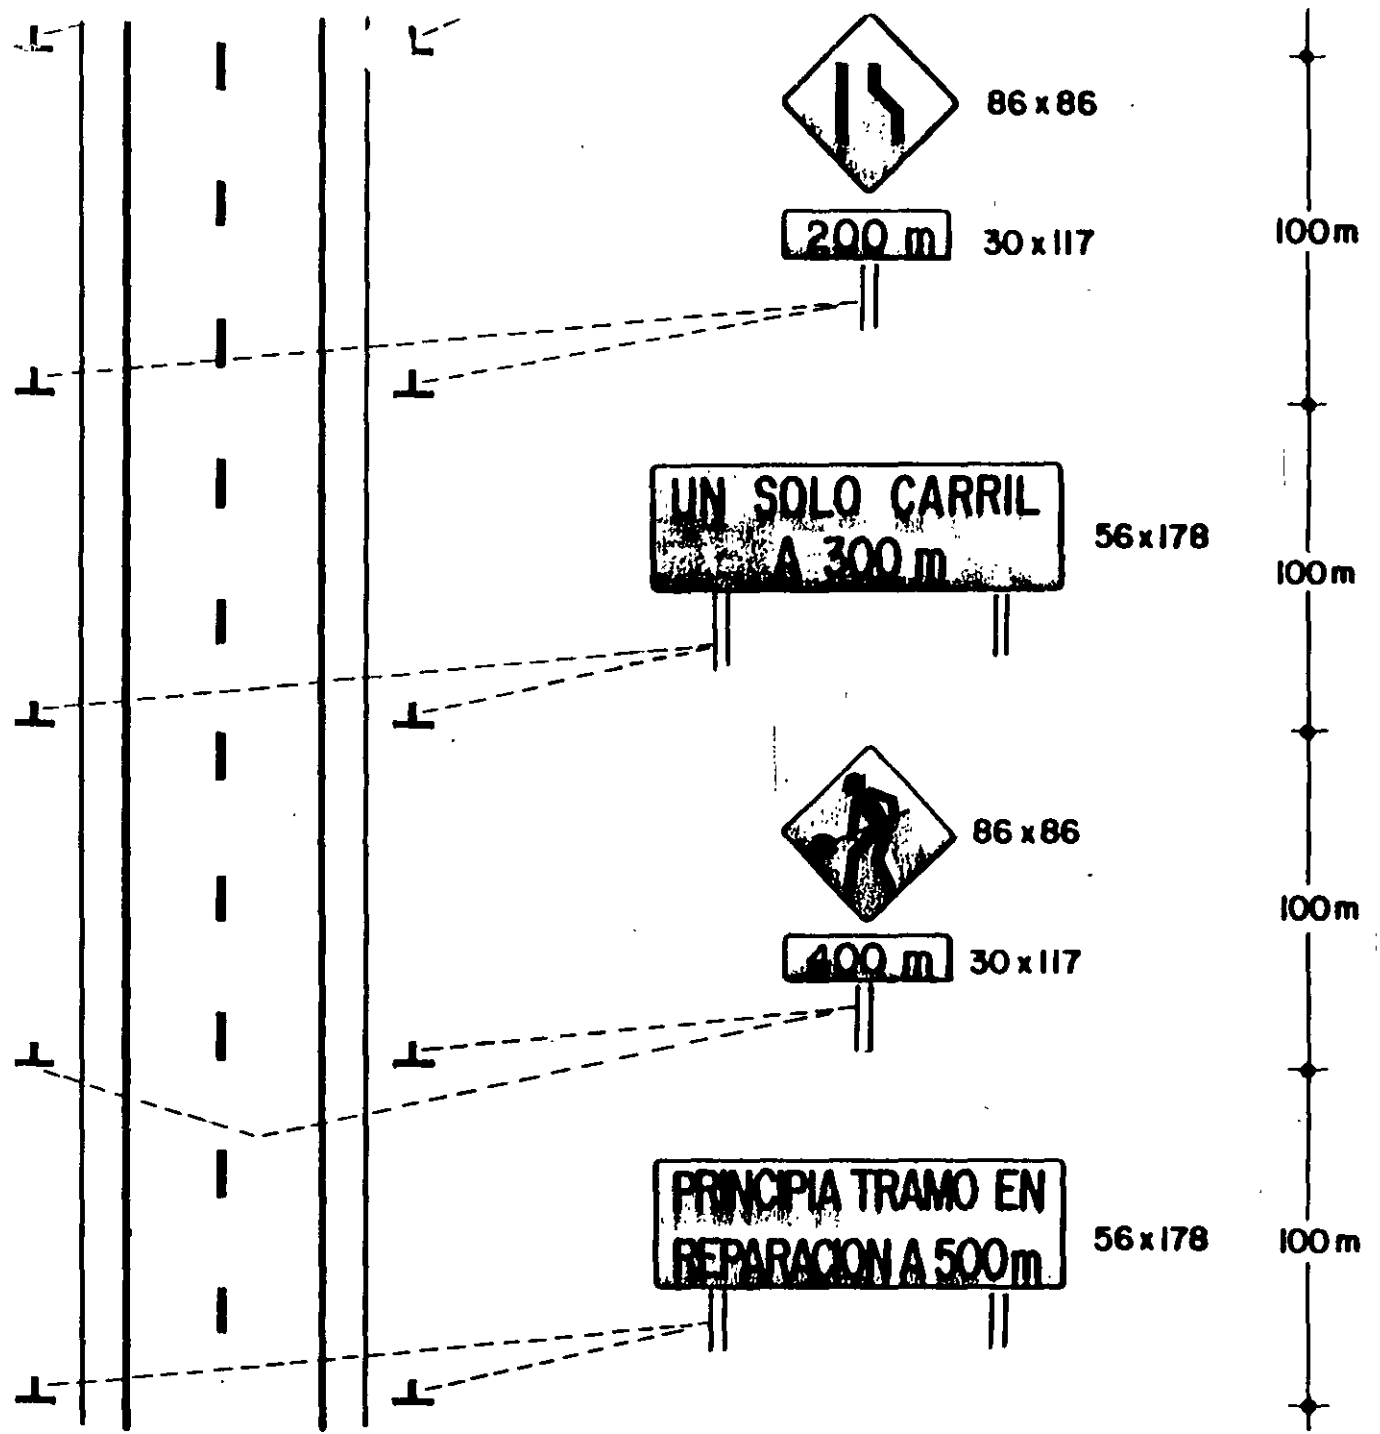 86 x 86
200 m
30 x 117
100 m
UN SOLO CARRIL
A 300 m
56 x 178
100 m
86 x 86
400 m
30 x 117
100 m
PRINCIPIA TRAMO EN
REPARACION A 500 m
56 x 178
100 m